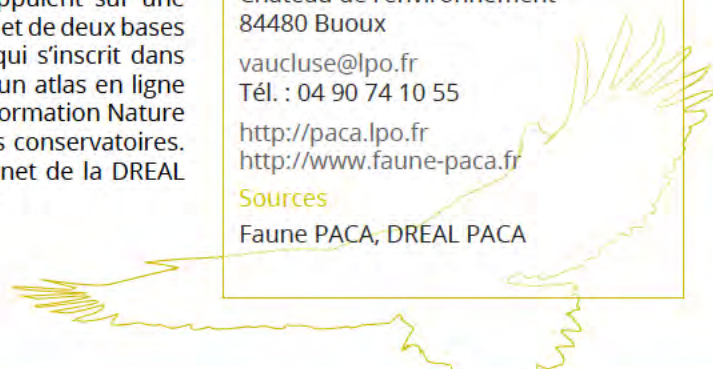 et de deux bases
qui s'inscrit dans
un atlas en ligne
ormation Nature
s conservatoires.
net de la DREAL
84480 Buoux
vaucluse@lpo.fr
Tél. : 04 90 74 10 55
http://paca.lpo.fr
http://www.faune-paca.fr
Sources
Faune PACA, DREAL PACA